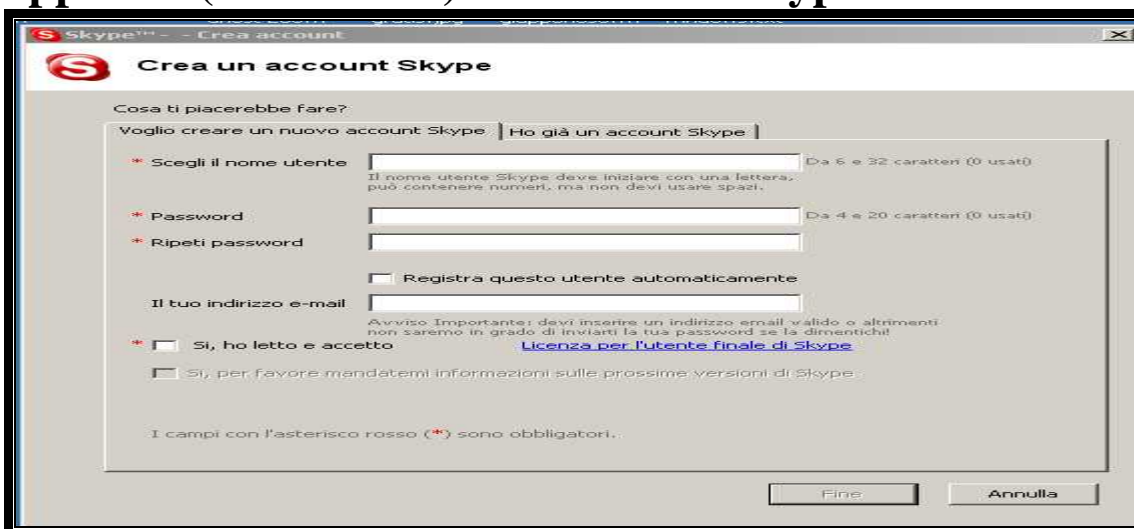 Skype™ - - Crea account
Crea un account Skype
Cosa ti piacerebbe fare?
Voglio creare un nuovo account Skype
Ho già un account Skype
* Scegli il nome utente
Da 6 e 32 caratteri (0 usati)
Il nome utente Skype deve iniziare con una lettera,
può contenere numeri, ma non devi usare spazi.
* Password
Da 4 e 20 caratteri (0 usati)
* Ripeti password
Registra questo utente automaticamente
Il tuo indirizzo e-mail
Avviso Importante: devi inserire un indirizzo email valido o altrimenti
non saremo in grado di inviarti la tua password se la dimentichi!
* Si, ho letto e accetto Licenza per l'utente finale di Skype
Si, per favore mandatemi informazioni sulle prossime versioni di Skype
I campi con l'asterisco rosso (*) sono obbligatori.
Fine
Annulla